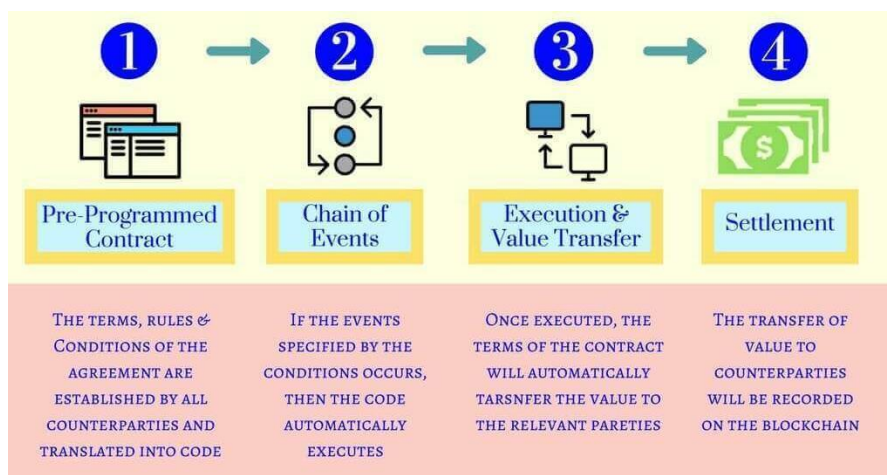 1
2
3
4
Pre-Programmed
Contract
Chain of
Events
Execution &
Value Transfer
$
Settlement
THE TERMS, RULES &
CONDITIONS OF THE
AGREEMENT ARE
ESTABLISHED BY ALL
COUNTERPARTIES AND
TRANSLATED INTO CODE
IF THE EVENTS
SPECIFIED BY THE
CONDITIONS OCCURS,
THEN THE CODE
AUTOMATICALLY
EXECUTES
ONCE EXECUTED, THE
TERMS OF THE CONTRACT
WILL AUTOMATICALLY
TARSNFER THE VALUE TO
THE RELEVANT PARETIES
THE TRANSFER OF
VALUE TO
COUNTERPARTIES
WILL BE RECORDED
ON THE BLOCKCHAIN